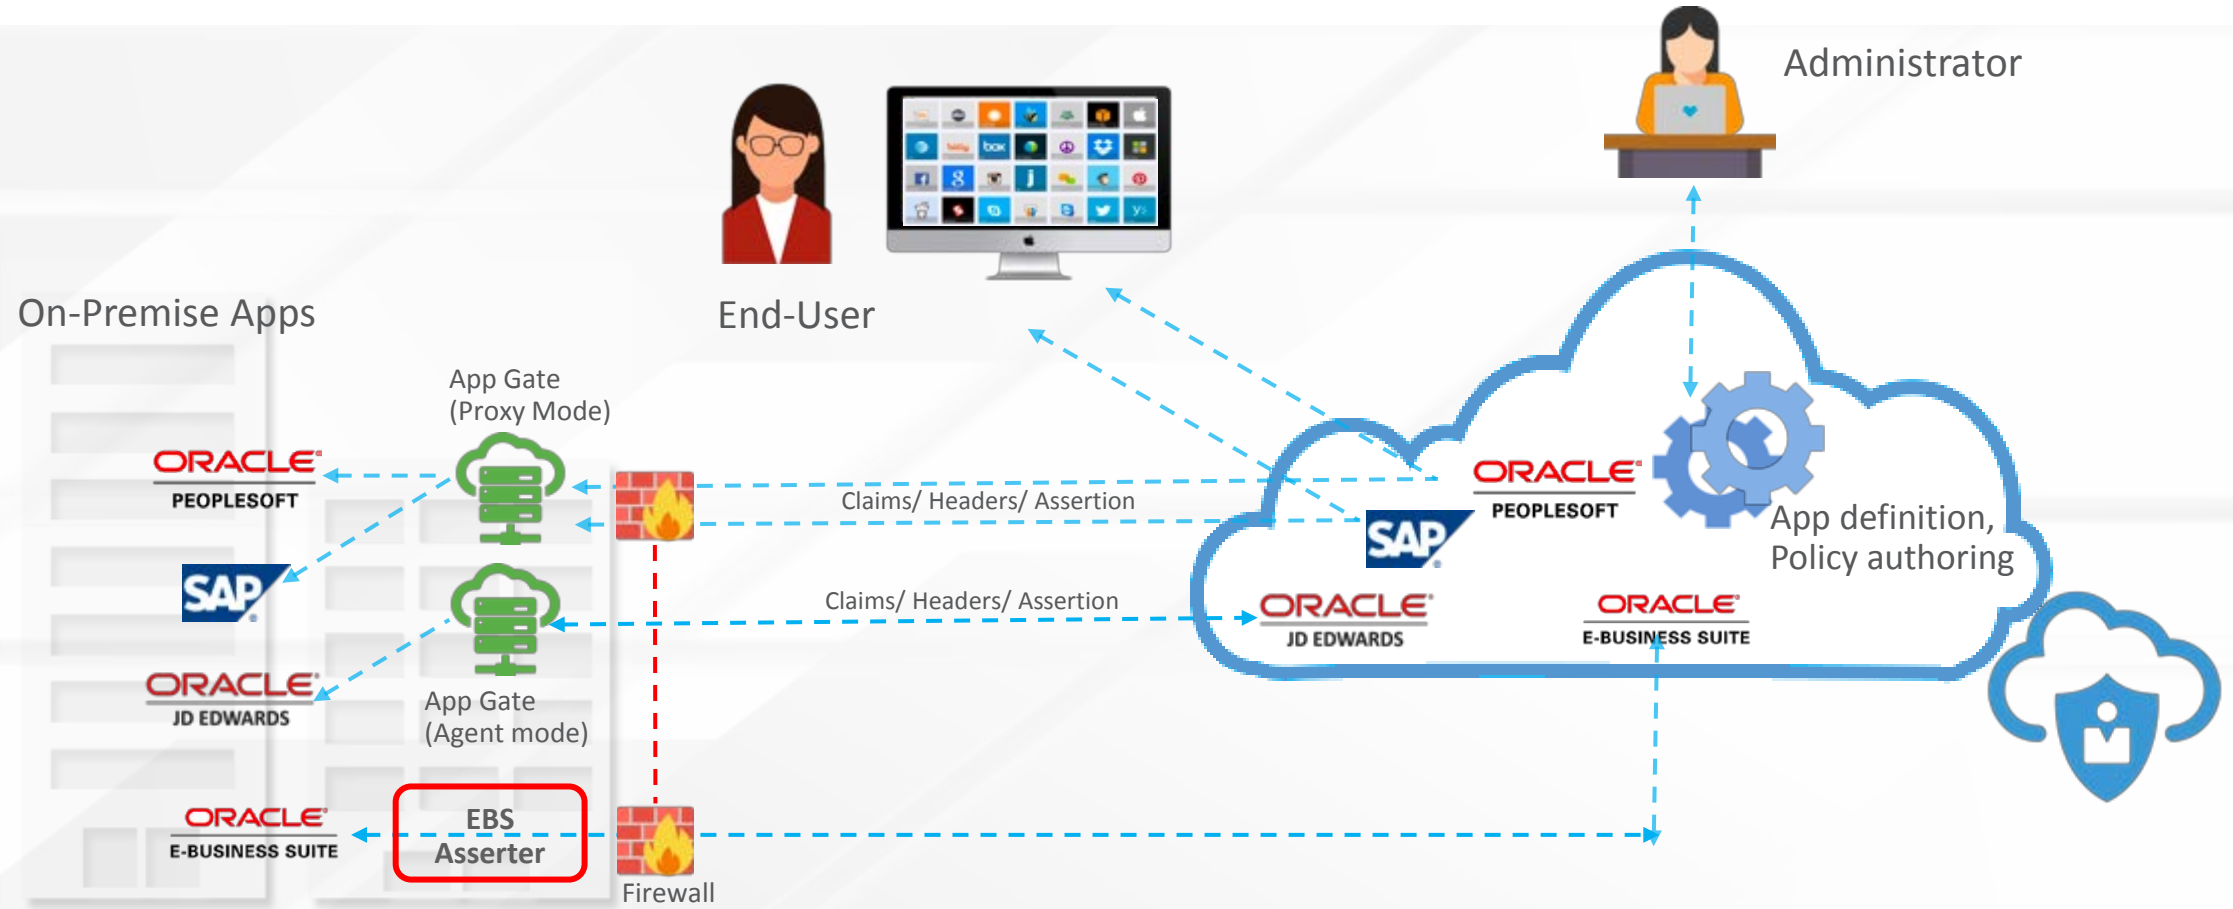 Administrator
On-Premise Apps
End-User
App Gate
(Proxy Mode)
ORACLE
PEOPLESOFT
SAP
ORACLE
JD EDWARDS
ORACLE
E-BUSINESS SUITE
App Gate
(Agent mode)
EBS
Asserter
Firewall
Claims/ Headers/ Assertion
Claims/ Headers/ Assertion
ORACLE
PEOPLESOFT
SAP
ORACLE
JD EDWARDS
ORACLE
E-BUSINESS SUITE
App definition,
Policy authoring
box